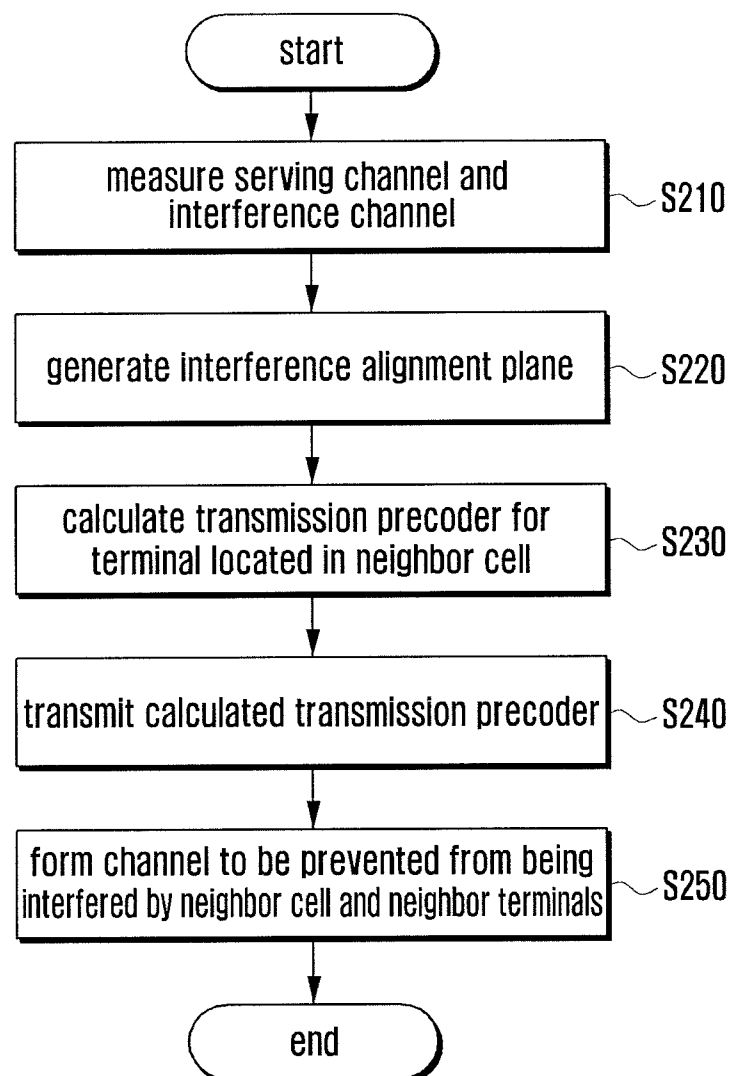 start
measure serving channel and
interference channel
S210
generate interference alignment plane
S220
calculate transmission precoder for
terminal located in neighbor cell
S230
transmit calculated transmission precoder
S240
form channel to be prevented from being
interfered by neighbor cell and neighbor terminals
S250
end